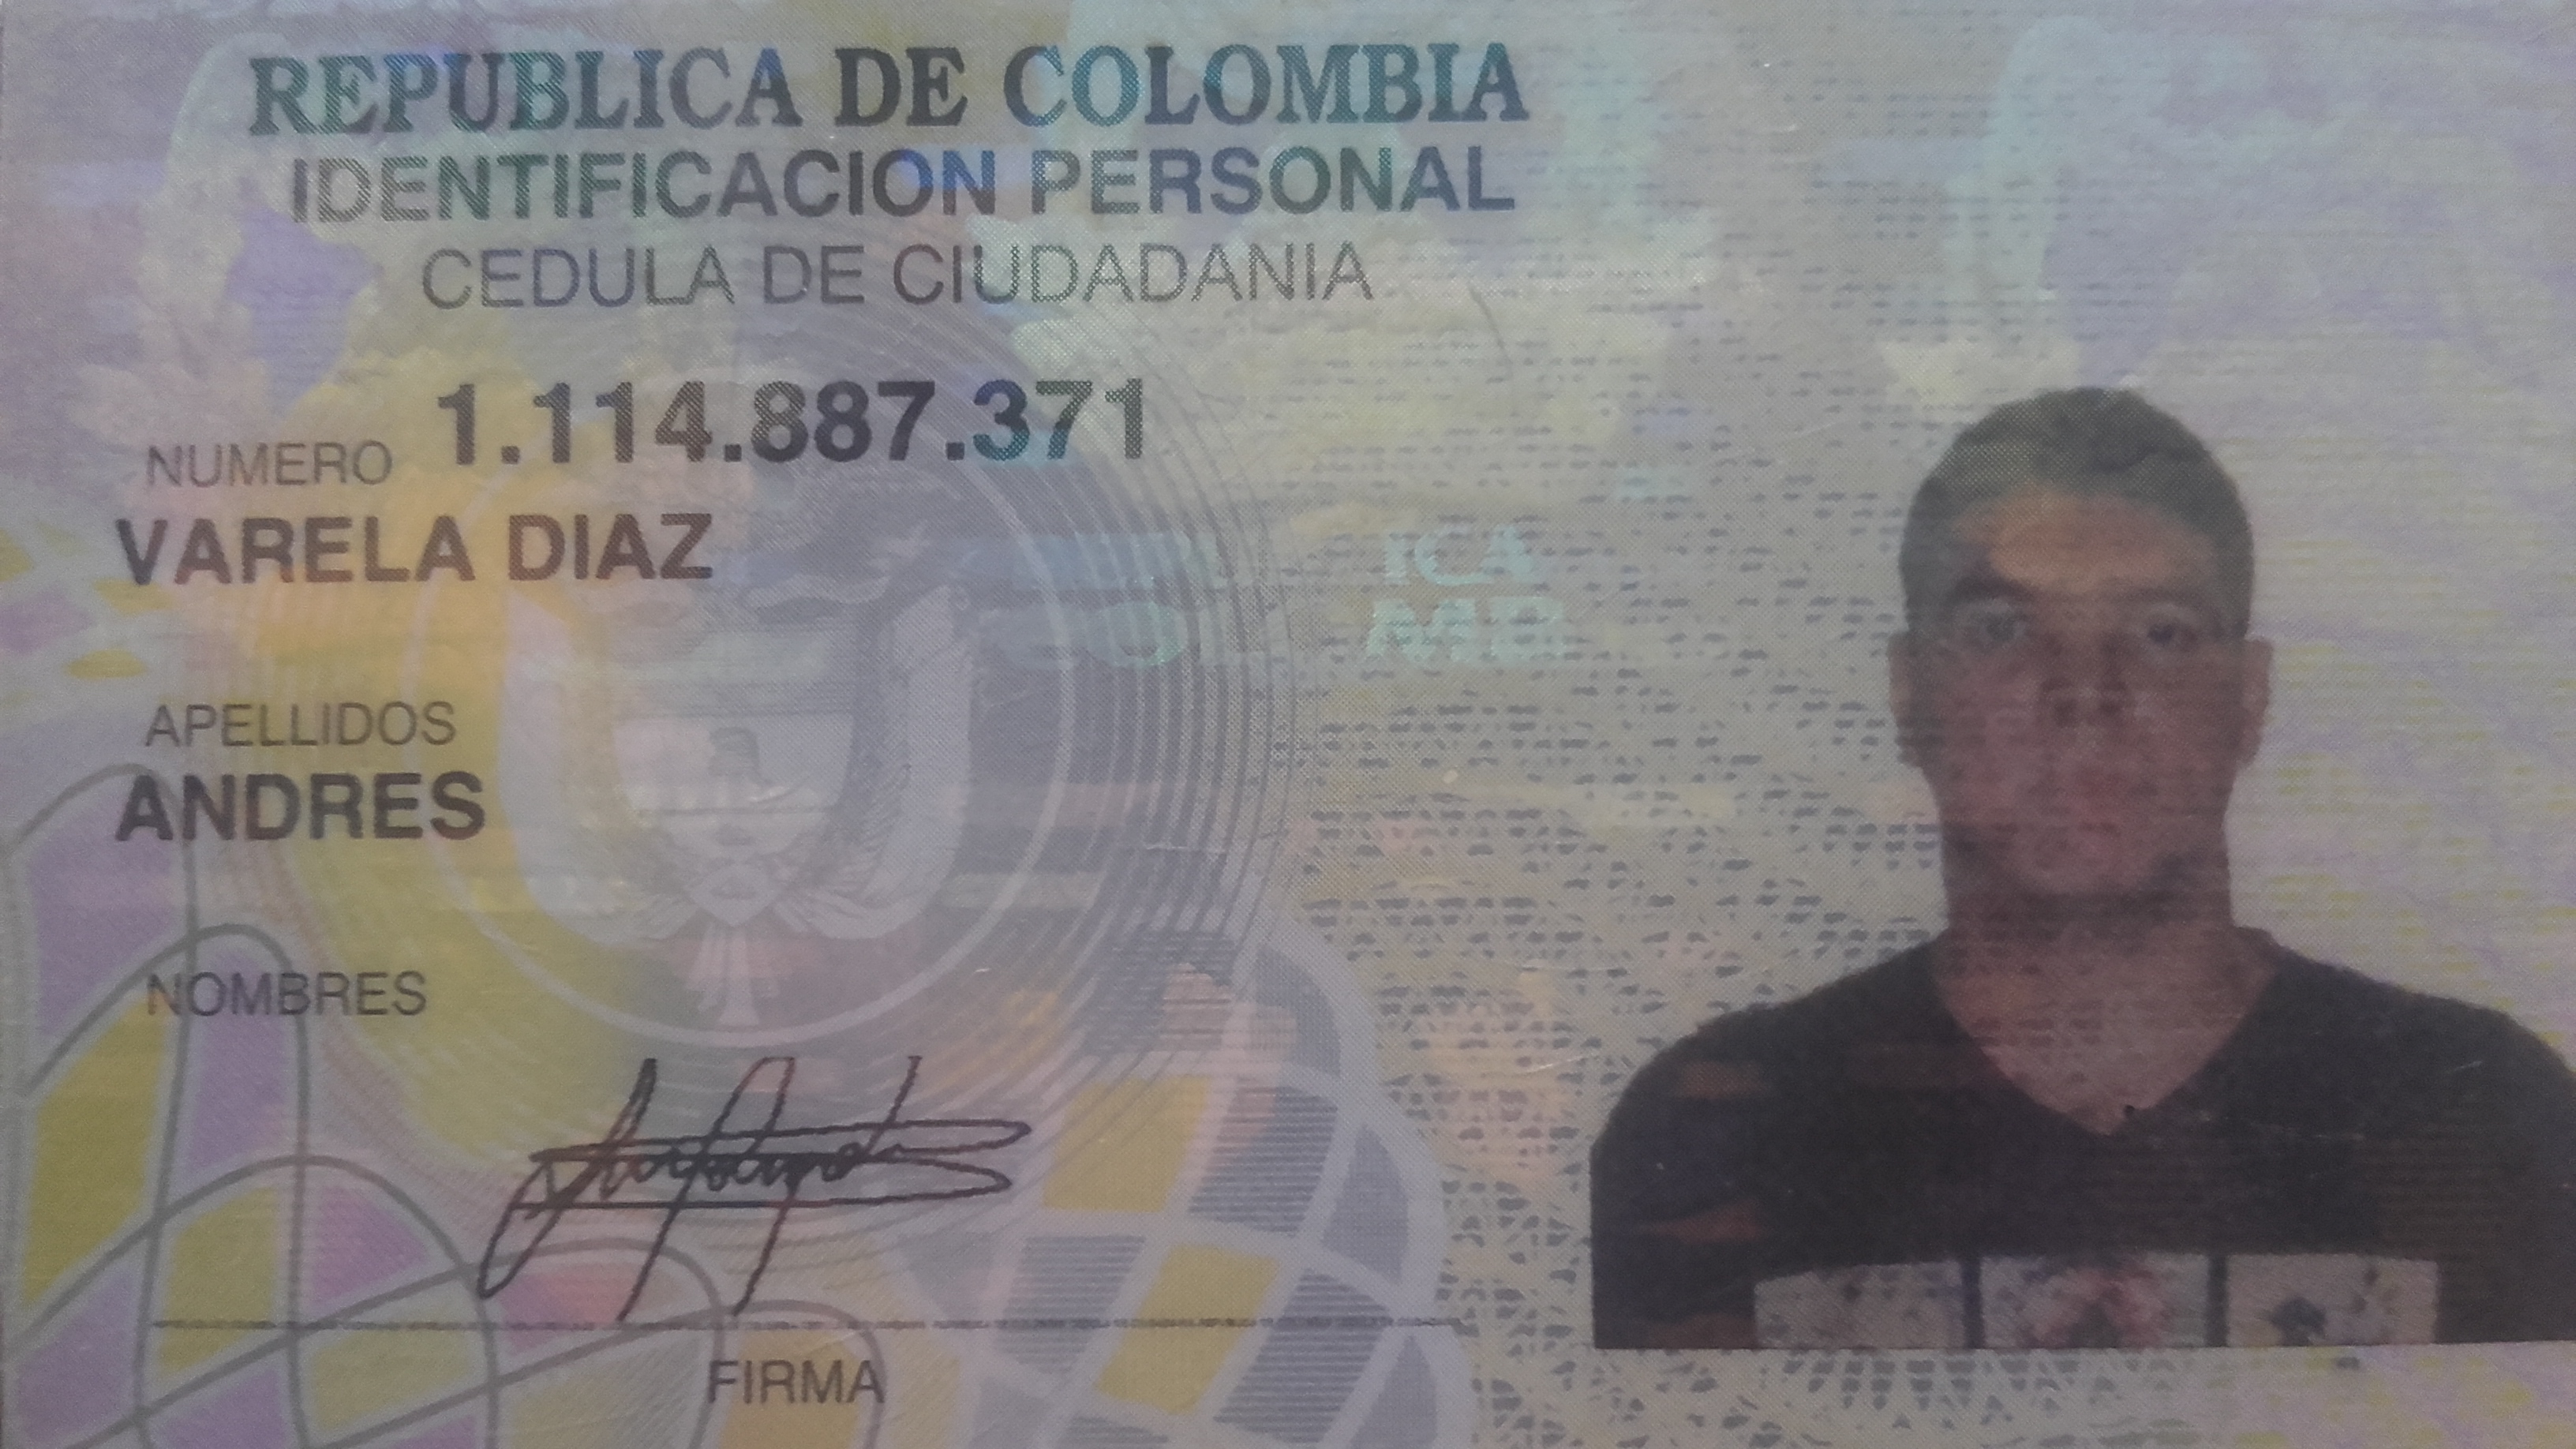 REPUBLICA DE COLOMBIA
IDENTIFICACION PERSONAL
CEDULA DE CIUDADANIA
NUMERO 1.114.887.371
VARELA DIAZ
APELLIDOS
ANDRES
NOMBRES
FIRMA